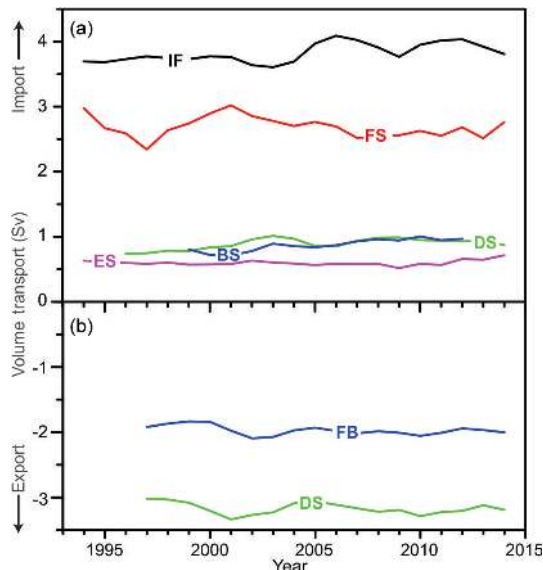 (a)
4
IF
3
FS
2
1
DS
BS
ES
0
(b)
-1
-2
FB
-3
DS
1995 2000 2005 2010 2015
Year
Import
Volume transport (Sv)
Export